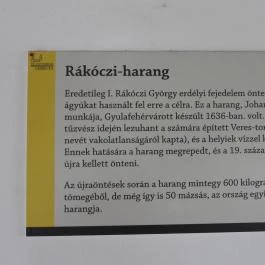 Rákóczi-harang
Eredetileg I. Rákóczi György erdélyi fejedelem önte
ágyúkat használt fel erre a célra. Ez a harang, Johan
munkája, Gyulafehérvárott készült 1636-ban. volt.
tűzvész idején lezuhant a számára épített Veres-tor
nevét vakolatlanságáról kapta), és a helyiek vízzel l
Ennek hatására a harang megrepedt, és a 19. száza
újra kellett önteni.
Az újraöntések során a harang mintegy 600 kilogra
tömegéből, de még így is 50 mázsás, az ország egyi
harangja.